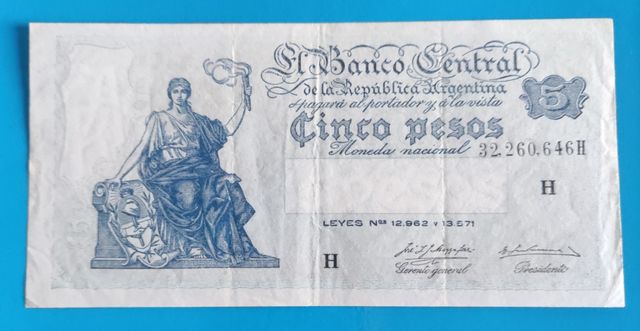 El Banco Central
de la República Argentina
pagará al portador y á la vista
5
Cinco pesos
Moneda nacional 32.260.646H
H
LEYES Nos 12.962 Y 13.571
H
Gerente general
Presidente